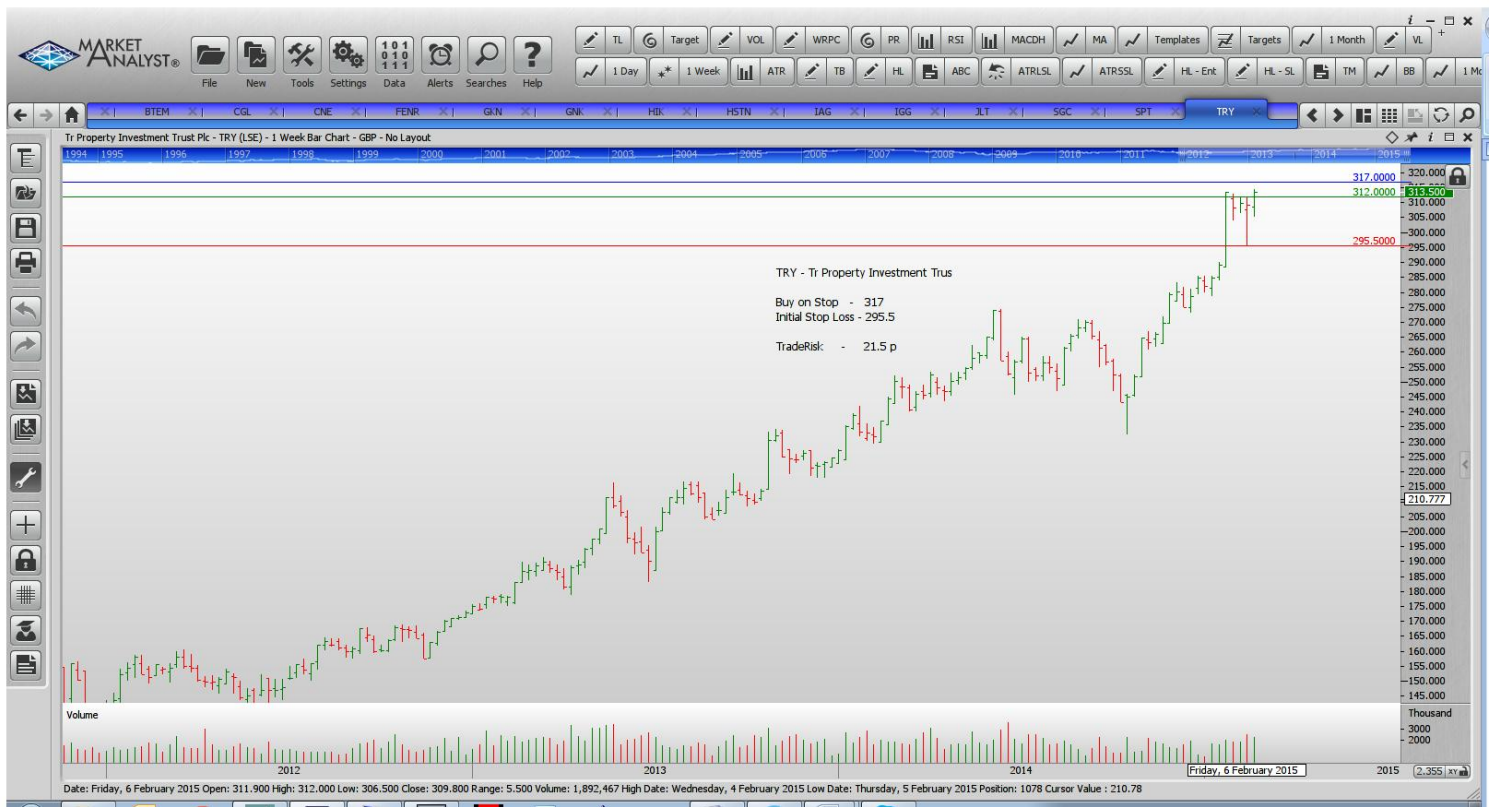 i
MARKET
ANALYST®
File New Tools Settings Data Alerts Searches Help
TL Target VOL WRPC PR RSI MACDH MA Templates Targets 1 Month VL
1 Day 1 Week ATR TB HL ABC ATRLSL ATRSSL HL - Ent HL - SL TM BB
BTEM CGL CNE FENR GKN GNK HIK HSTN IAG IGG JLT SGC SPT TRY
Tr Property Investment Trust Plc - TRY (LSE) - 1 Week Bar Chart - GBP - No Layout
1994 1995 1996 1997 1998 1999 2000 2001 2002 2003 2004 2005 2006 2007 2008 2009 2010 2011 2012 2013 2014 2015
320.000
317.0000
312.0000 313.500
310.000
305.000
300.000
295.5000 295.000
290.000
285.000
280.000
275.000
270.000
265.000
260.000
255.000
250.000
245.000
240.000
235.000
230.000
225.000
220.000
215.000
210.777
205.000
200.000
195.000
190.000
185.000
180.000
175.000
170.000
165.000
160.000
155.000
150.000
145.000
TRY - Tr Property Investment Trus
Buy on Stop - 317
Initial Stop Loss - 295.5
TradeRisk - 21.5 p
Volume
Thousand
3000
2000
2012 2013 2014 Friday, 6 February 2015 2015 2.355 XY
Date: Friday, 6 February 2015 Open: 311.900 High: 312.000 Low: 306.500 Close: 309.800 Range: 5.500 Volume: 1,892,467 High Date: Wednesday, 4 February 2015 Low Date: Thursday, 5 February 2015 Position: 1078 Cursor Value : 210.78